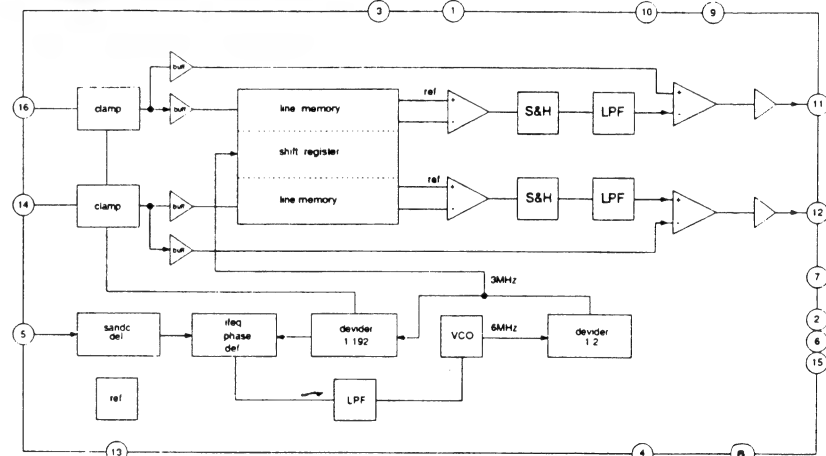 3
1
10
9
buff
16
clamp
buff
line memory
ref
+
-
S&H
LPF
+
-
11
shift register
14
clamp
buff
line memory
ref
+
-
S&H
LPF
+
-
12
buff
3MHz
7
5
sandc
del
freq
phase
def
devider
1 192
VCO
6MHz
devider
1 2
2
6
15
ref
LPF
13
4
8